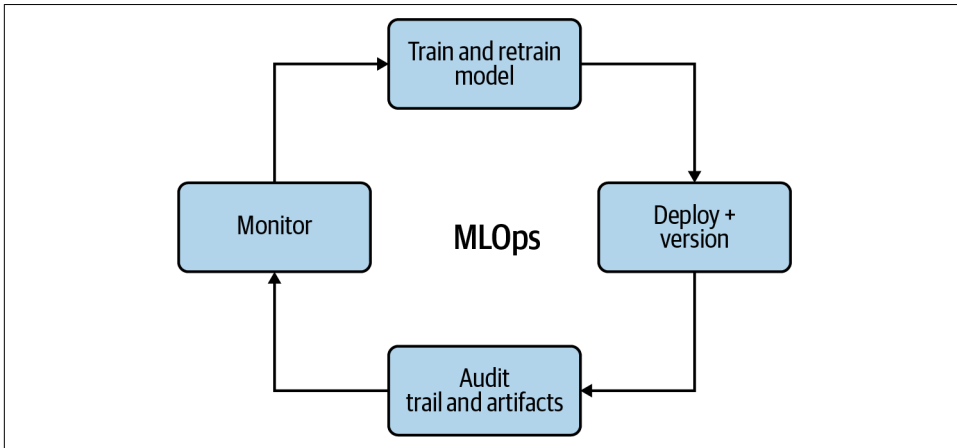 Train and retrain
model
Monitor
MLOps
Deploy +
version
Audit
trail and artifacts